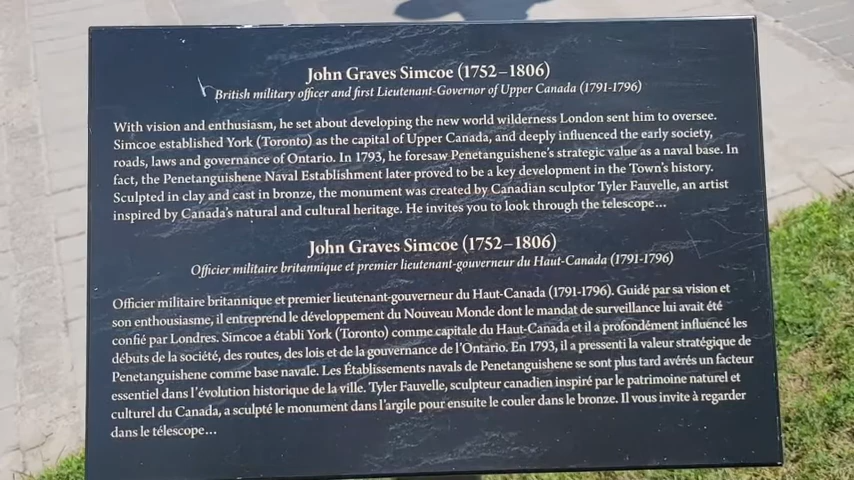 John Graves Simcoe (1752–1806)
British military officer and first Lieutenant-Governor of Upper Canada (1791-1796)
With vision and enthusiasm, he set about developing the new world wilderness London sent him to oversee.
Simcoe established York (Toronto) as the capital of Upper Canada, and deeply influenced the early society,
roads, laws and governance of Ontario. In 1793, he foresaw Penetanguishene's strategic value as a naval base. In
fact, the Penetanguishene Naval Establishment later proved to be a key development in the Town's history.
Sculpted in clay and cast in bronze, the monument was created by Canadian sculptor Tyler Fauvelle, an artist
inspired by Canada's natural and cultural heritage. He invites you to look through the telescope...
John Graves Simcoe (1752–1806)
Officier militaire britannique et premier lieutenant-gouverneur du Haut-Canada (1791-1796)
Officier militaire britannique et premier lieutenant-gouverneur du Haut-Canada (1791-1796). Guidé par sa vision et
son enthousiasme, il entreprend le développement du Nouveau Monde dont le mandat de surveillance lui avait été
confié par Londres. Simcoe a établi York (Toronto) comme capitale du Haut-Canada et il a profondément influencé les
débuts de la société, des routes, des lois et de la gouvernance de l'Ontario. En 1793, il a pressenti la valeur stratégique de
Penetanguishene comme base navale. Les Établissements navals de Penetanguishene se sont plus tard avérés un facteur
essentiel dans l'évolution historique de la ville. Tyler Fauvelle, sculpteur canadien inspiré par le patrimoine naturel et
culturel du Canada, a sculpté le monument dans l'argile pour ensuite le couler dans le bronze. Il vous invite à regarder
dans le télescope...